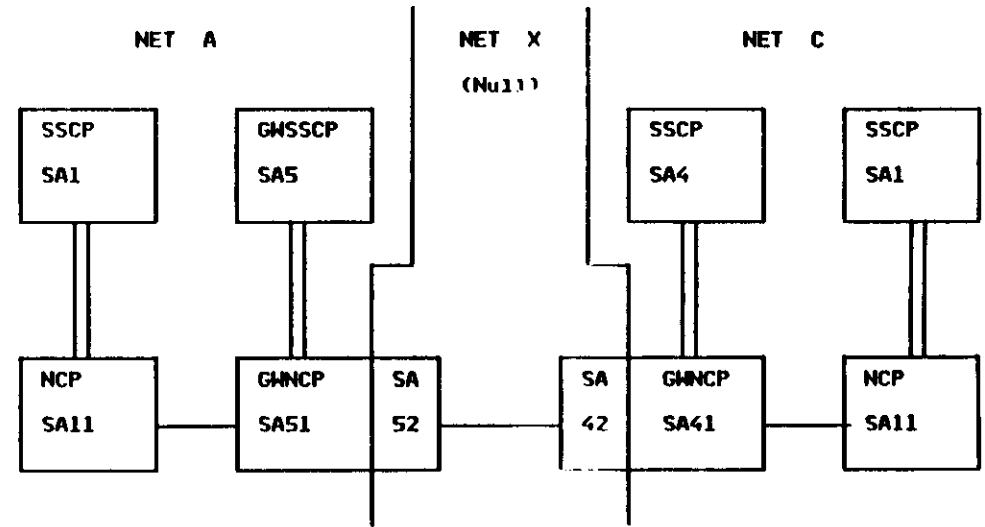 NET A
NET X
(Null)
NET C
SSCP
SA1
GWSSCP
SA5
SSCP
SA4
SSCP
SA1
NCP
SA11
GWNCP
SA51
SA
52
SA
42
GWNCP
SA41
NCP
SA11